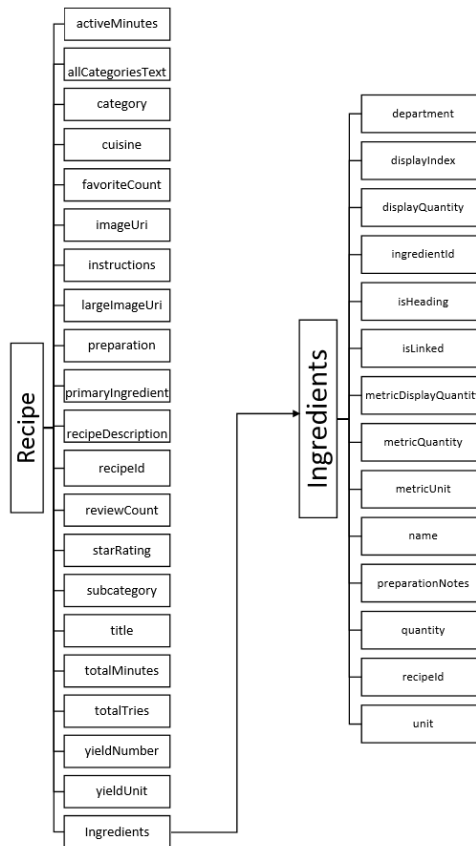 Recipe
activeMinutes
allCategoriesText
category
cuisine
favoriteCount
imageUri
instructions
largeImageUri
preparation
primaryIngredient
recipeDescription
recipeId
reviewCount
starRating
subcategory
title
totalMinutes
totalTries
yieldNumber
yieldUnit
Ingredients
Ingredients
department
displayIndex
displayQuantity
ingredientId
isHeading
isLinked
metricDisplayQuantity
metricQuantity
metricUnit
name
preparationNotes
quantity
recipeId
unit